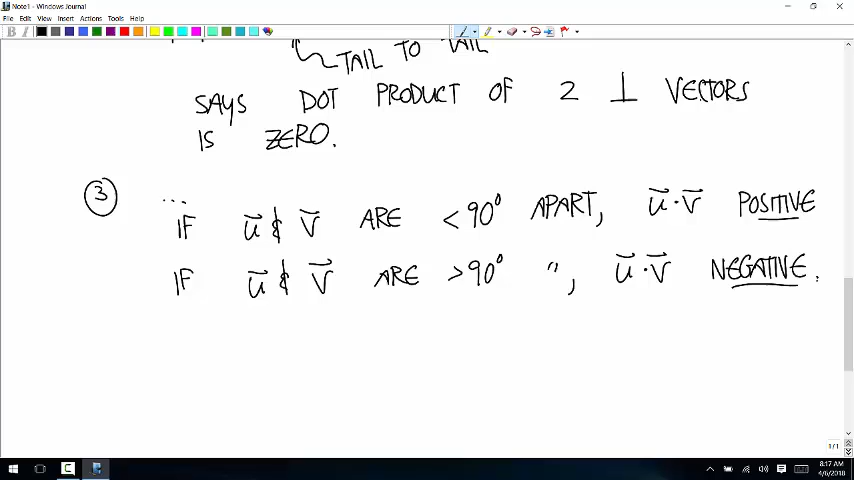 Note1 - Windows Journal
File Edit View Insert Actions Tools Help
TAIL TO TAIL
SAYS DOT PRODUCT OF 2 ⊥ VECTORS
IS ZERO.
③ ...
IF u⃗ & v⃗ ARE < 90° APART, u⃗ · v⃗ POSITIVE
IF u⃗ & v⃗ ARE > 90° ", u⃗ · v⃗ NEGATIVE.
1/1
8:17 AM
4/6/2018